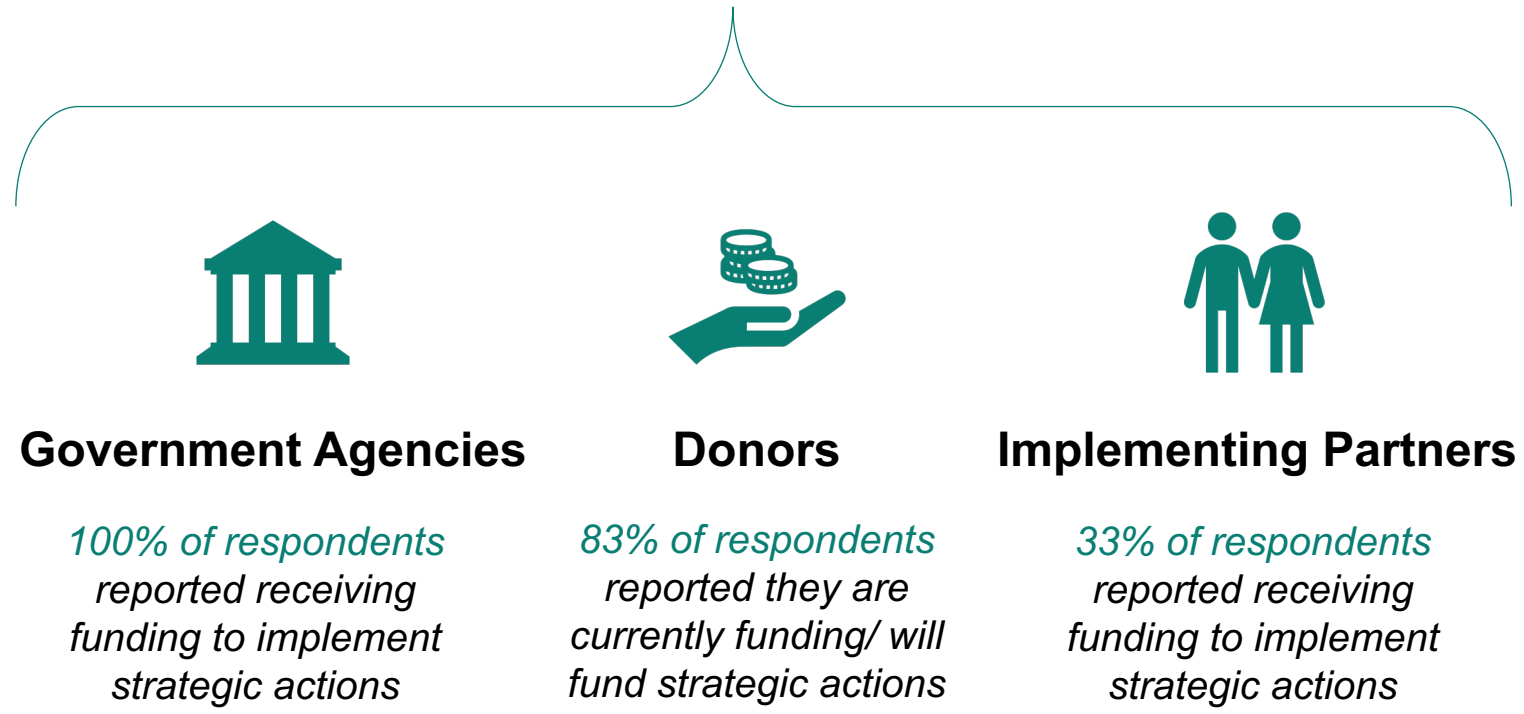 Government Agencies
100% of respondents
reported receiving
funding to implement
strategic actions
Donors
83% of respondents
reported they are
currently funding/ will
fund strategic actions
Implementing Partners
33% of respondents
reported receiving
funding to implement
strategic actions